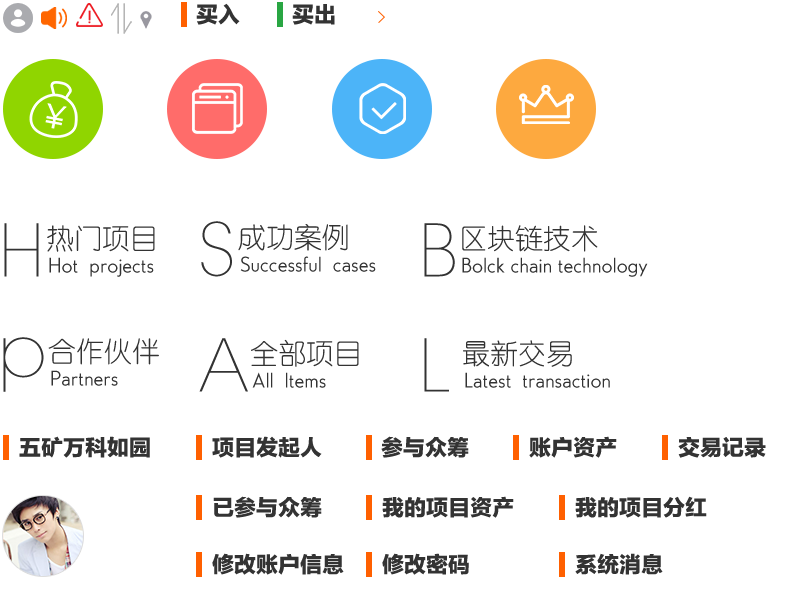 买入 买出
¥
H 热门项目 S 成功案例 B 区块链技术
Hot projects Successful cases Bolck chain technology
P 合作伙伴 A 全部项目 L 最新交易
Partners All Items Latest transaction
五矿万科如园 项目发起人 参与众筹 账户资产 交易记录
已参与众筹 我的项目资产 我的项目分红
修改账户信息 修改密码 系统消息